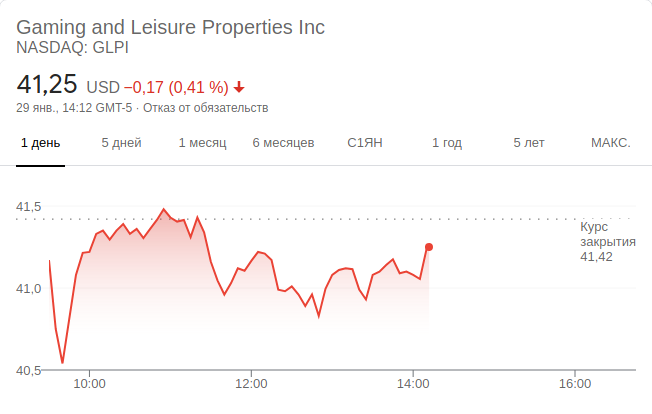 Gaming and Leisure Properties Inc
NASDAQ: GLPI
41,25 USD −0,17 (0,41 %)
29 янв., 14:12 GMT-5 · Отказ от обязательств
1 день 5 дней 1 месяц 6 месяцев С1ЯН 1 год 5 лет МАКС.
41,5
Курс
закрытия
41,42
41,0
40,5
10:00 12:00 14:00 16:00